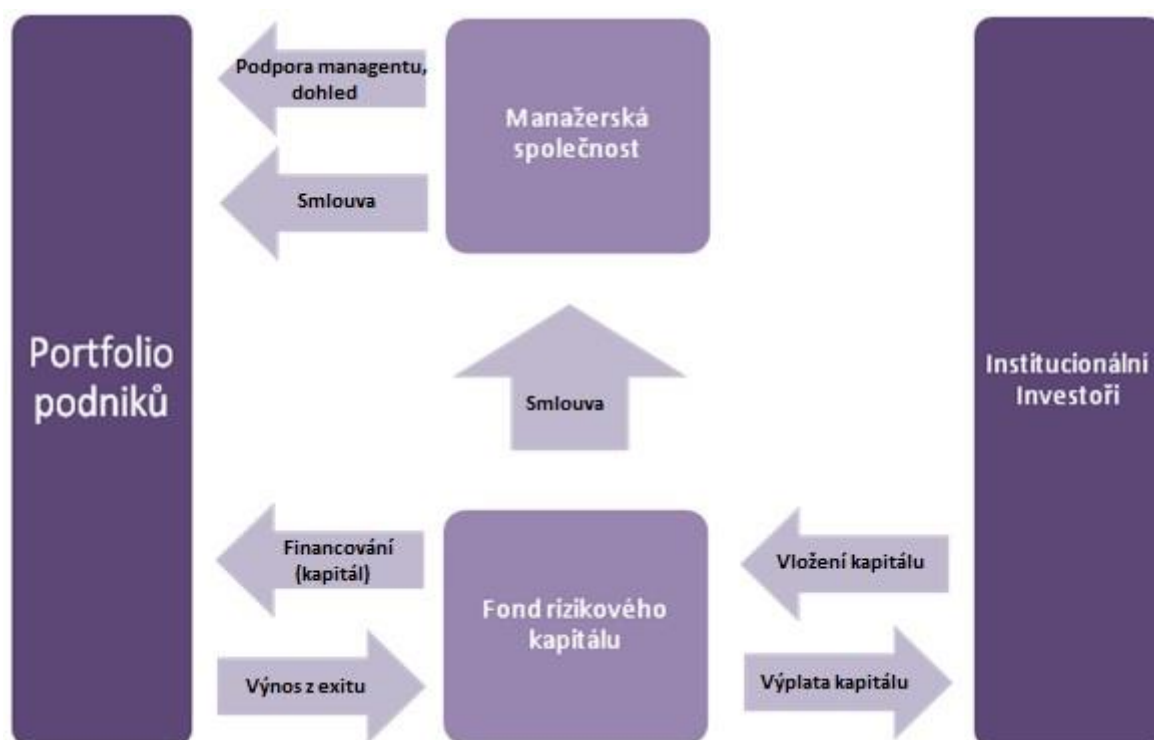 Podpora managentu,
dohled
Manažerská
společnost
Smlouva
Portfolio
podniků
Smlouva
Institucionálni
Investoři
Financování
(kapitál)
Fond rizikového
kapitálu
Vložení kapitálu
Výnos z exitu
Výplata kapitálu